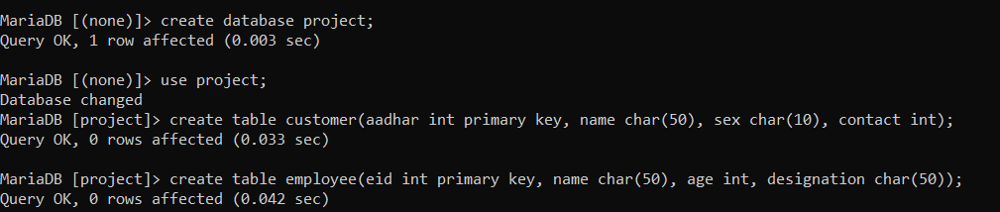 MariaDB [(none)]> create database project;
Query OK, 1 row affected (0.003 sec)
MariaDB [(none)]> use project;
Database changed
MariaDB [project]> create table customer(aadhar int primary key, name char(50), sex char(10), contact int);
Query OK, 0 rows affected (0.033 sec)
MariaDB [project]> create table employee(eid int primary key, name char(50), age int, designation char(50));
Query OK, 0 rows affected (0.042 sec)